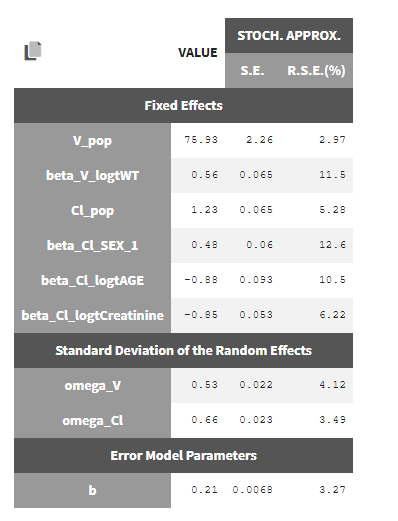 STOCH. APPROX.
VALUE
S.E. R.S.E.(%)
Fixed Effects
V_pop 75.93 2.26 2.97
beta_V_logtWT 0.56 0.065 11.5
Cl_pop 1.23 0.065 5.28
beta_Cl_SEX_1 0.48 0.06 12.6
beta_Cl_logtAGE -0.88 0.093 10.5
beta_Cl_logtCreatinine -0.85 0.053 6.22
Standard Deviation of the Random Effects
omega_V 0.53 0.022 4.12
omega_Cl 0.66 0.023 3.49
Error Model Parameters
b 0.21 0.0068 3.27